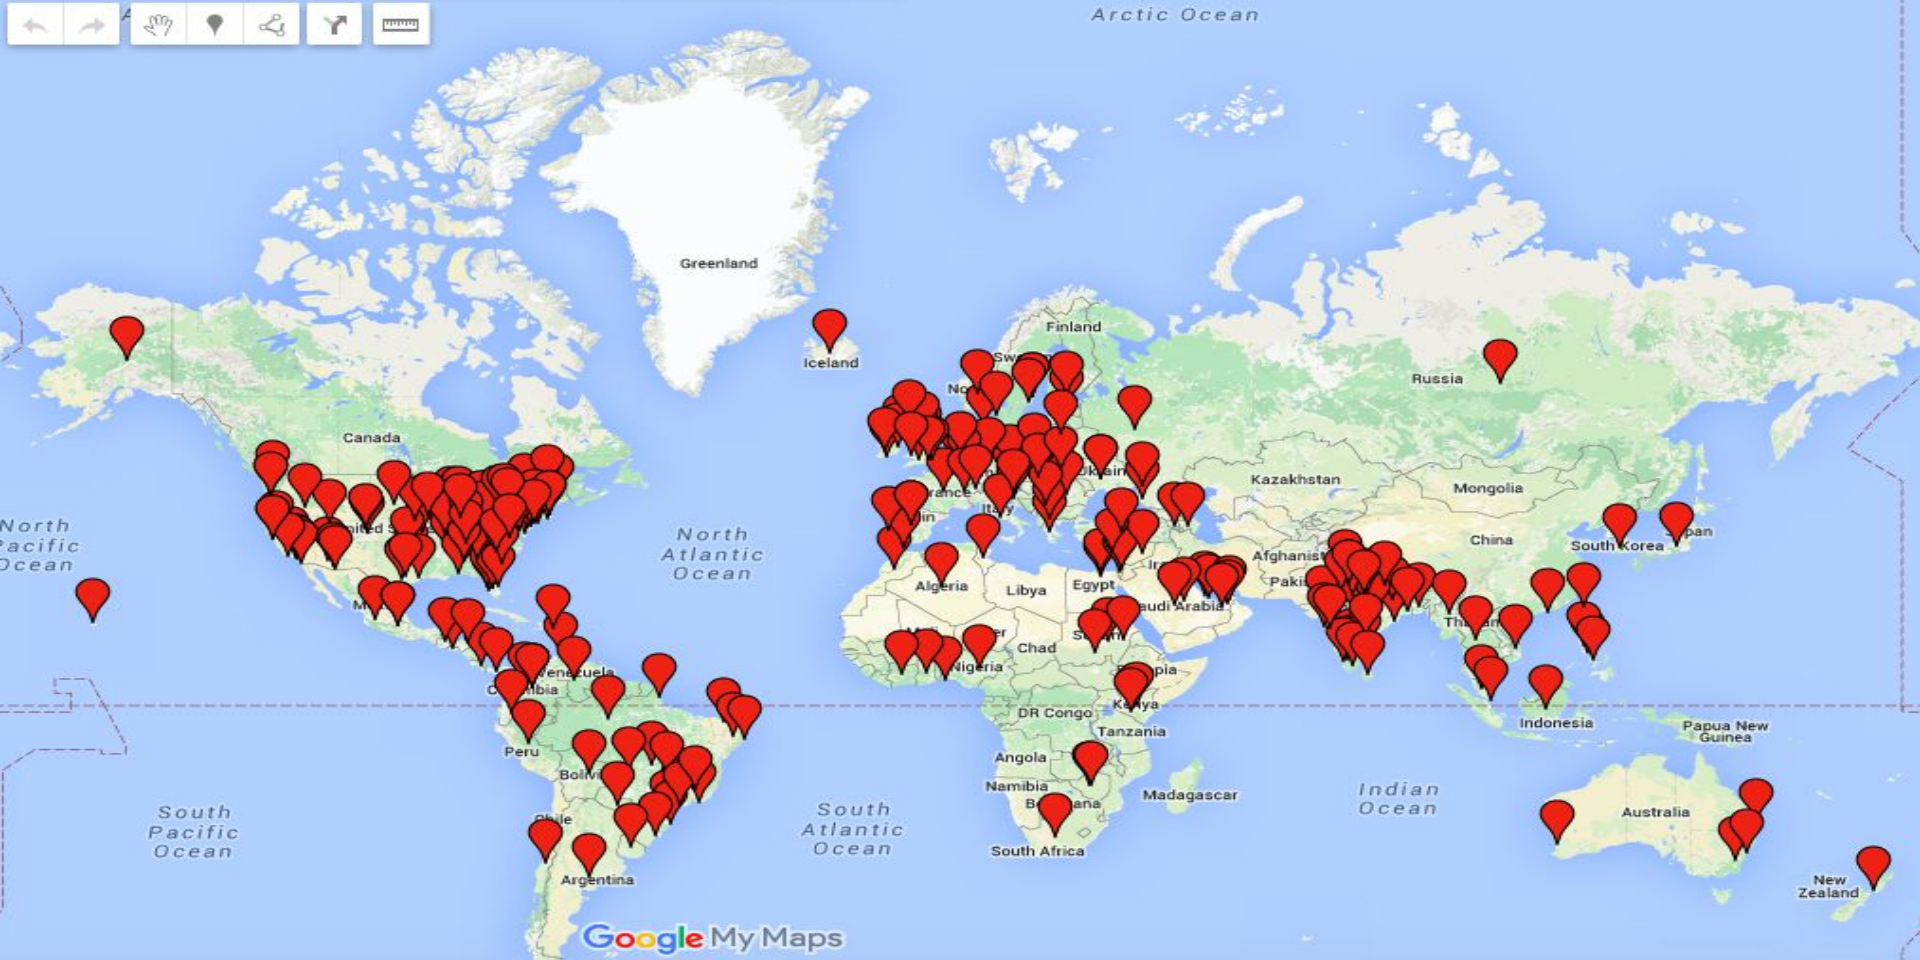 Arctic Ocean
Greenland
Finland
Iceland
Russia
Canada
Kazakhstan
Mongolia
North
Pacific
Ocean
North
Atlantic
Ocean
Italy
China
South Korea
Algeria
Libya
Egypt
Chad
Nigeria
DR Congo
Kenya
Tanzania
Indonesia
Papua New
Guinea
Peru
Angola
Namibia
Madagascar
Indian
Ocean
Australia
South
Pacific
Ocean
South
Atlantic
Ocean
South Africa
Argentina
New
Zealand
Google My Maps